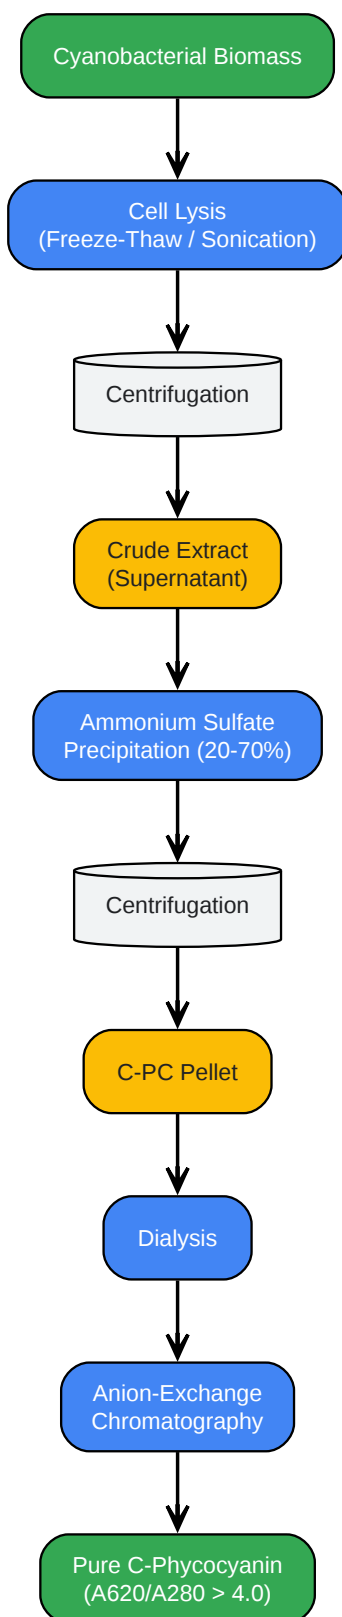 Cyanobacterial Biomass
Cell Lysis
(Freeze-Thaw / Sonication)
Centrifugation
Crude Extract
(Supernatant)
Ammonium Sulfate
Precipitation (20-70%)
Centrifugation
C-PC Pellet
Dialysis
Anion-Exchange
Chromatography
Pure C-Phycocyanin
(A620/A280 > 4.0)